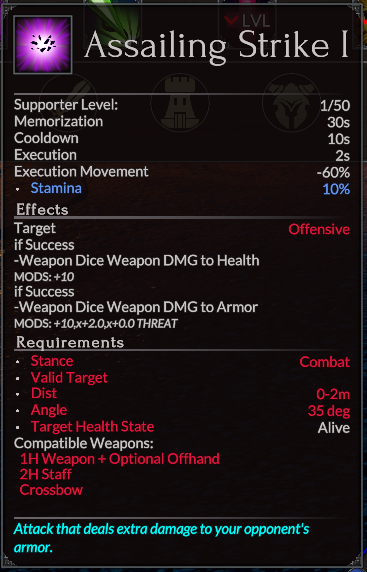 LVL
Assailing Strike I
Supporter Level: 1/50
Memorization 30s
Cooldown 10s
Execution 2s
Execution Movement -60%
• Stamina 10%
Effects
Target Offensive
if Success
-Weapon Dice Weapon DMG to Health
MODS: +10
if Success
-Weapon Dice Weapon DMG to Armor
MODS: +10,x+2.0,x+0.0 THREAT
Requirements
• Stance Combat
• Valid Target
• Dist 0-2m
• Angle 35 deg
• Target Health State Alive
Compatible Weapons:
1H Weapon + Optional Offhand
2H Staff
Crossbow
Attack that deals extra damage to your opponent's
armor.